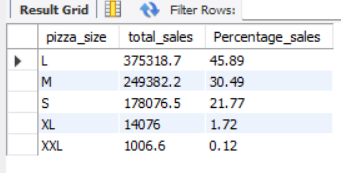 Result Grid Filter Rows:
pizza_size total_sales Percentage_sales
L 375318.7 45.89
M 249382.2 30.49
S 178076.5 21.77
XL 14076 1.72
XXL 1006.6 0.12